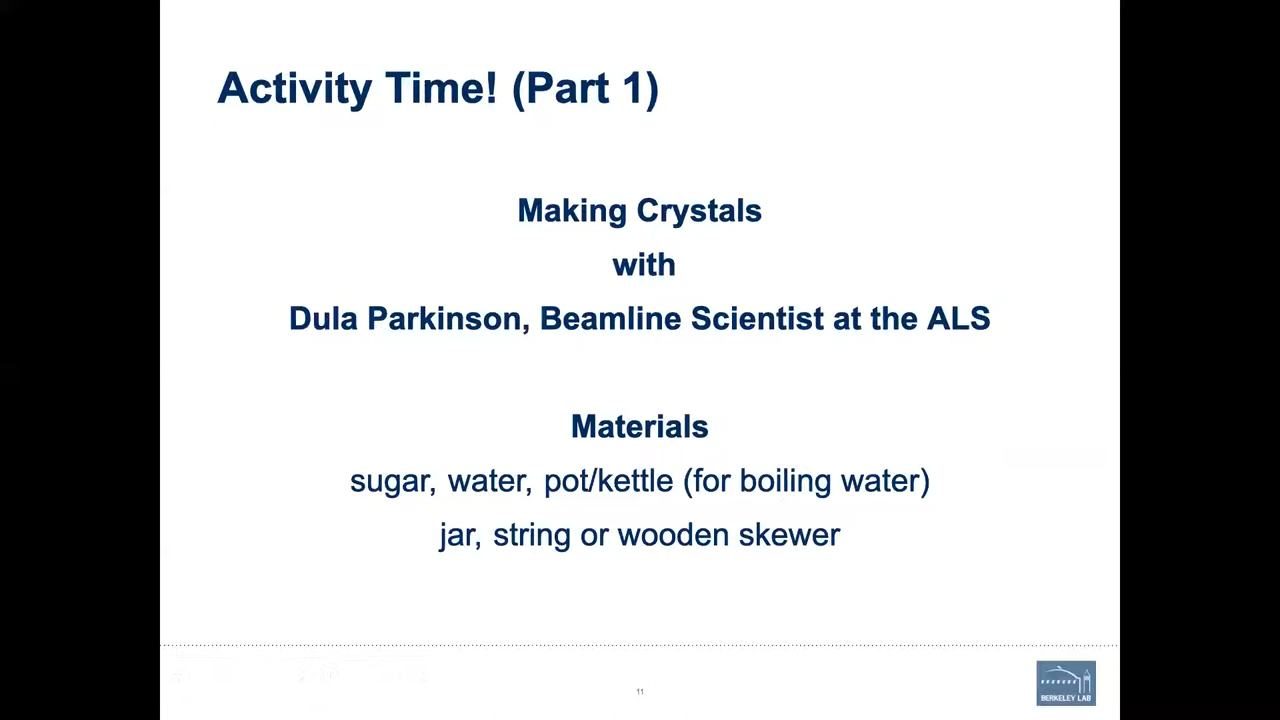 Activity Time! (Part 1)
Making Crystals
with
Dula Parkinson, Beamline Scientist at the ALS
Materials
sugar, water, pot/kettle (for boiling water)
jar, string or wooden skewer
11
BERKELEY LAB